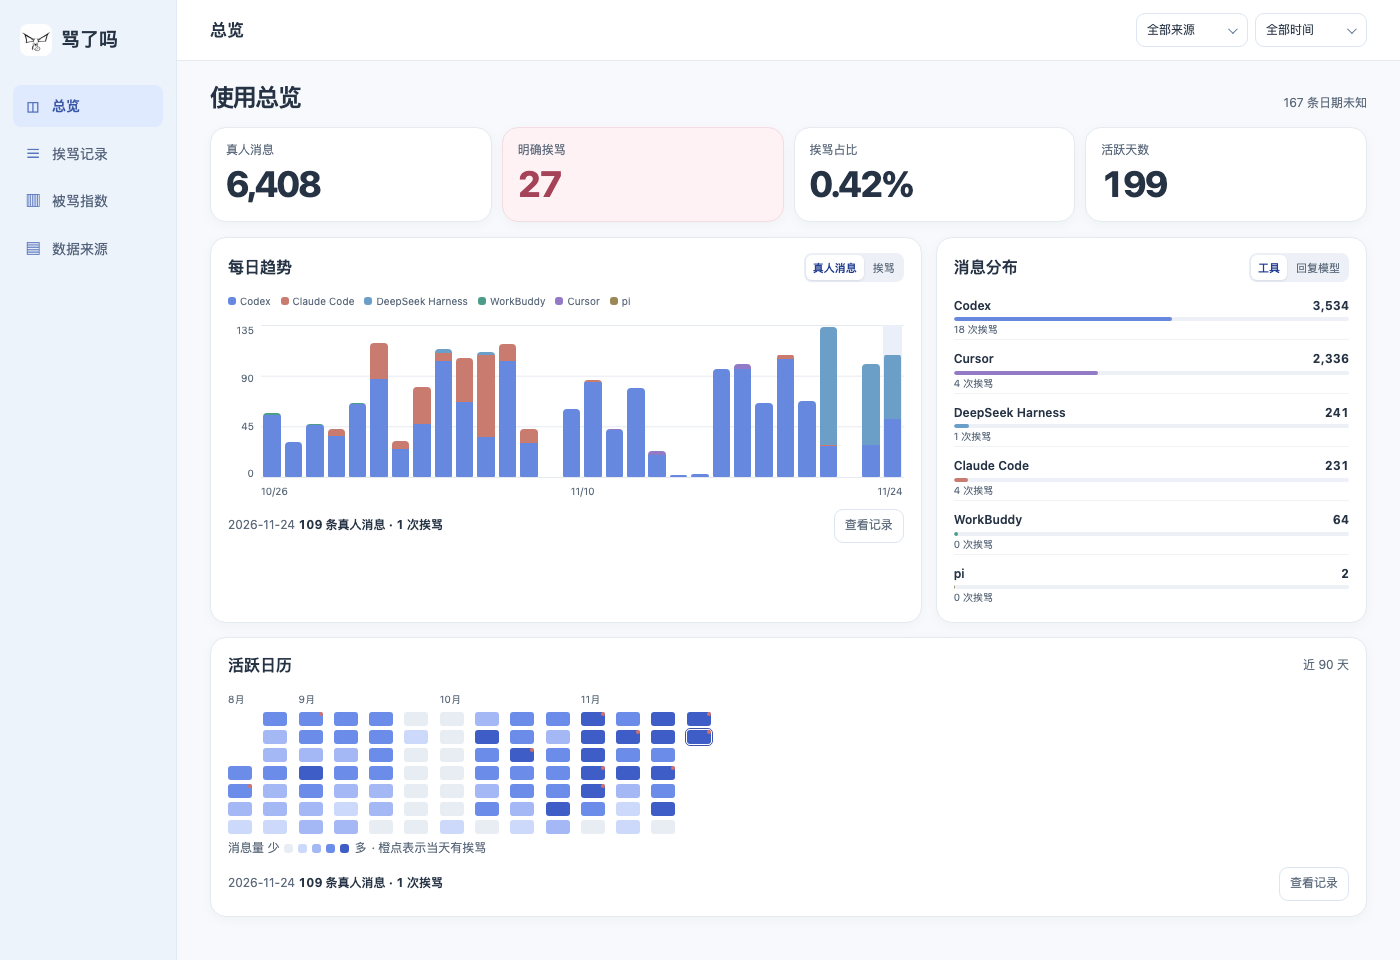 骂了吗
总览
挨骂记录
被骂指数
数据来源
总览
全部来源
全部时间
使用总览
167 条日期未知
真人消息
6,408
明确挨骂
27
挨骂占比
0.42%
活跃天数
199
每日趋势
真人消息
挨骂
Codex
Claude Code
DeepSeek Harness
WorkBuddy
Cursor
pi
135
90
45
0
10/26
11/10
11/24
2026-11-24 109 条真人消息 · 1 次挨骂
查看记录
消息分布
工具
回复模型
Codex
3,534
18 次挨骂
Cursor
2,336
4 次挨骂
DeepSeek Harness
241
1 次挨骂
Claude Code
231
4 次挨骂
WorkBuddy
64
0 次挨骂
pi
2
0 次挨骂
活跃日历
近 90 天
8月
9月
10月
11月
消息量 少
多 · 橙点表示当天有挨骂
2026-11-24 109 条真人消息 · 1 次挨骂
查看记录